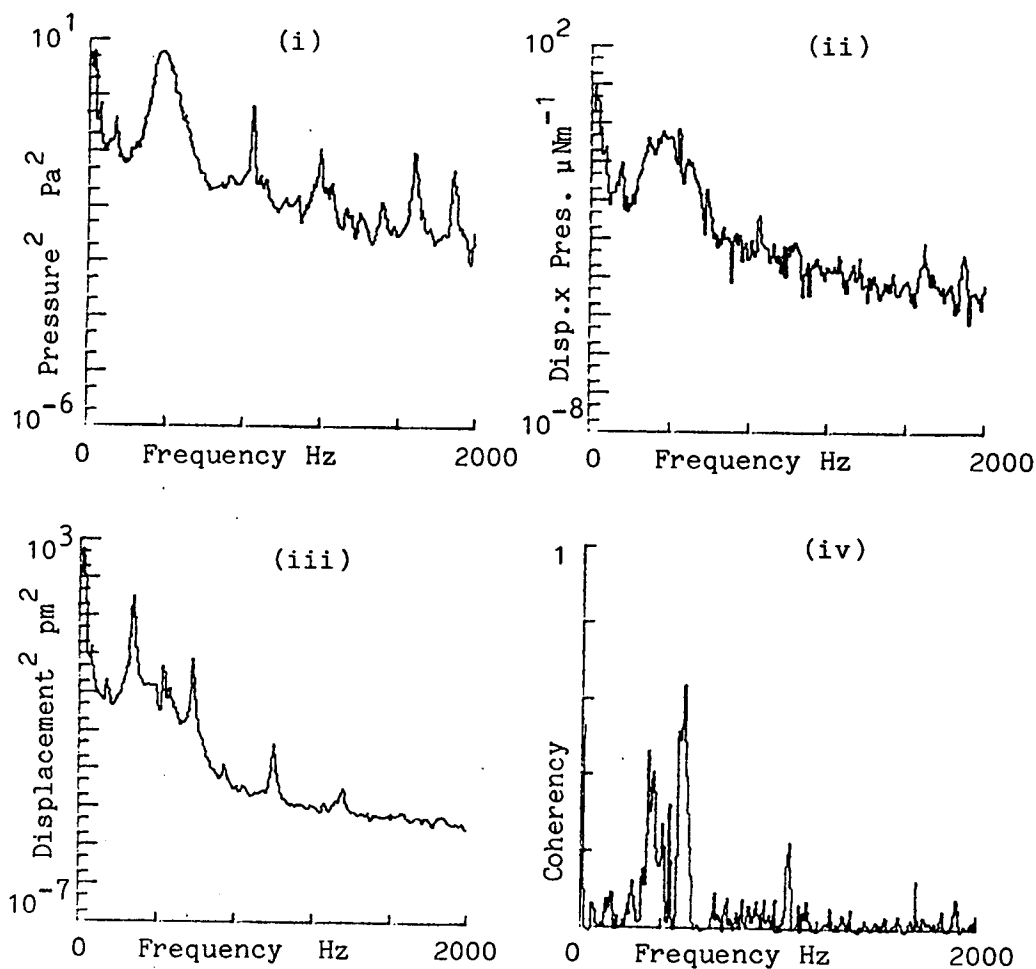 (i)
10^1
Pressure^2 Pa^2
10^-6
0 Frequency Hz 2000
(ii)
10^2
Disp.x Pres. μNm^-1
10^-8
0 Frequency Hz 2000
(iii)
10^3
Displacement^2 pm^2
10^-7
0 Frequency Hz 2000
(iv)
1
Coherency
0 Frequency Hz 2000